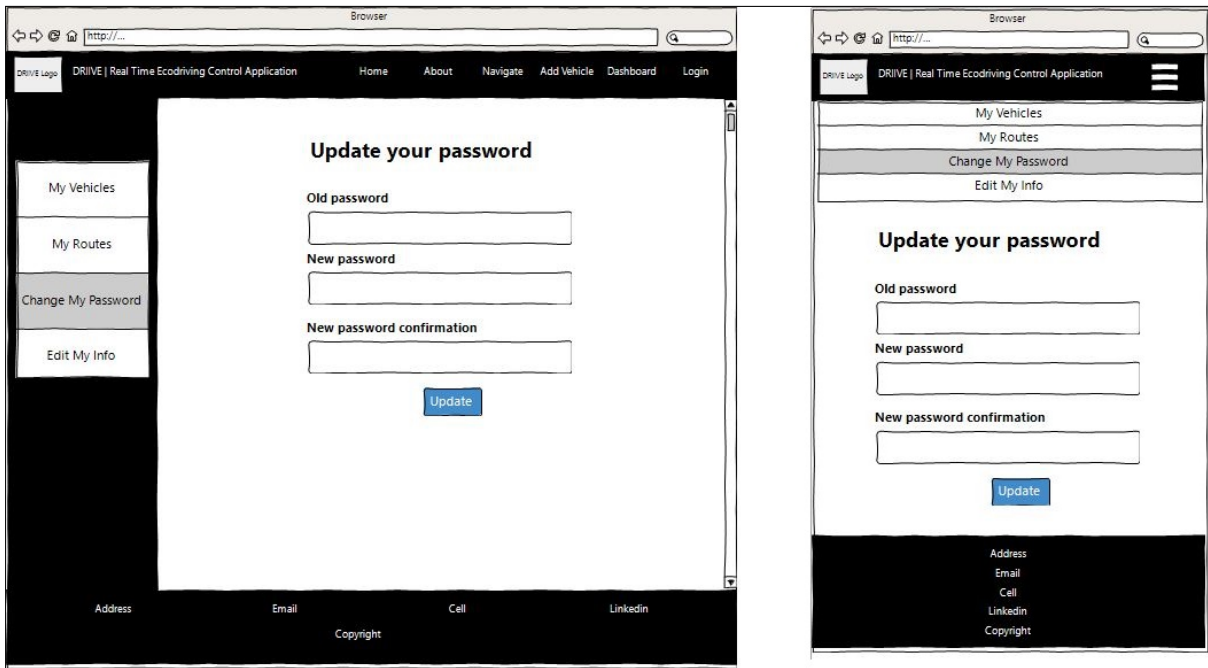 Browser
http://...
DRIIVE Logo
DRIIVE | Real Time Ecodriving Control Application
Home
About
Navigate
Add Vehicle
Dashboard
Login
My Vehicles
My Routes
Change My Password
Edit My Info
Update your password
Old password
New password
New password confirmation
Update
Address
Email
Cell
Linkedin
Copyright
Browser
http://...
DRIIVE Logo
DRIIVE | Real Time Ecodriving Control Application
My Vehicles
My Routes
Change My Password
Edit My Info
Update your password
Old password
New password
New password confirmation
Update
Address
Email
Cell
Linkedin
Copyright